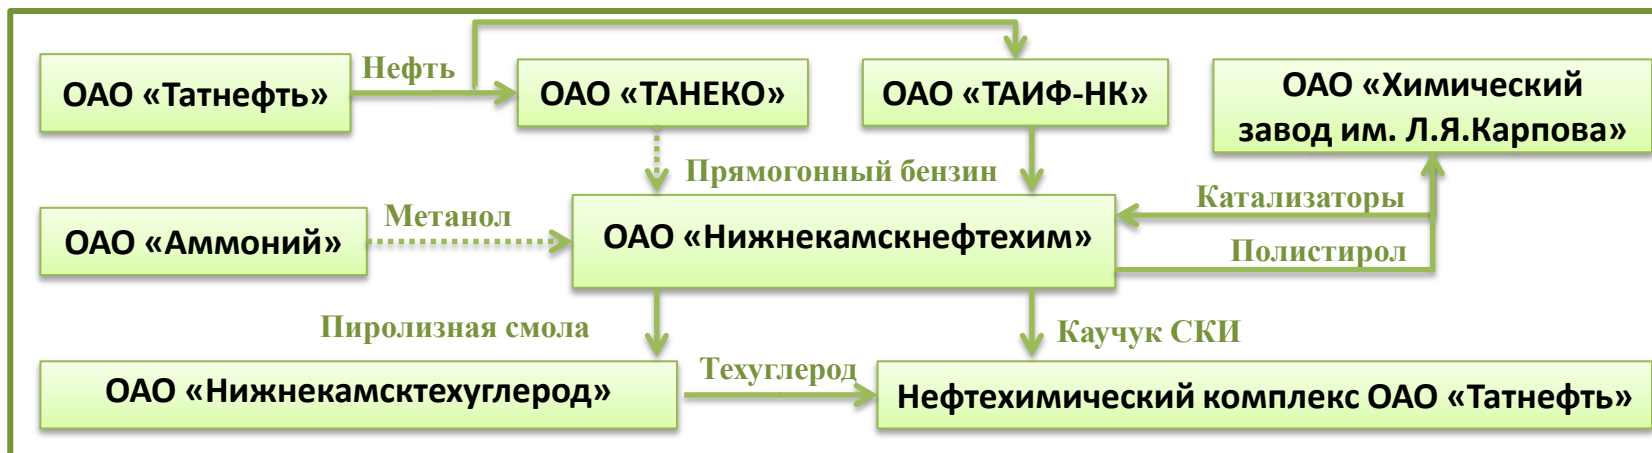 Нефть
ОАО «Татнефть»
ОАО «ТАНЕКО»
ОАО «ТАИФ-НК»
ОАО «Химический
завод им. Л.Я.Карпова»
Прямогонный бензин
Катализаторы
Метанол
ОАО «Аммоний»
ОАО «Нижнекамскнефтехим»
Полистирол
Пиролизная смола
Каучук СКИ
Техуглерод
ОАО «Нижнекамсктехуглерод»
Нефтехимический комплекс ОАО «Татнефть»